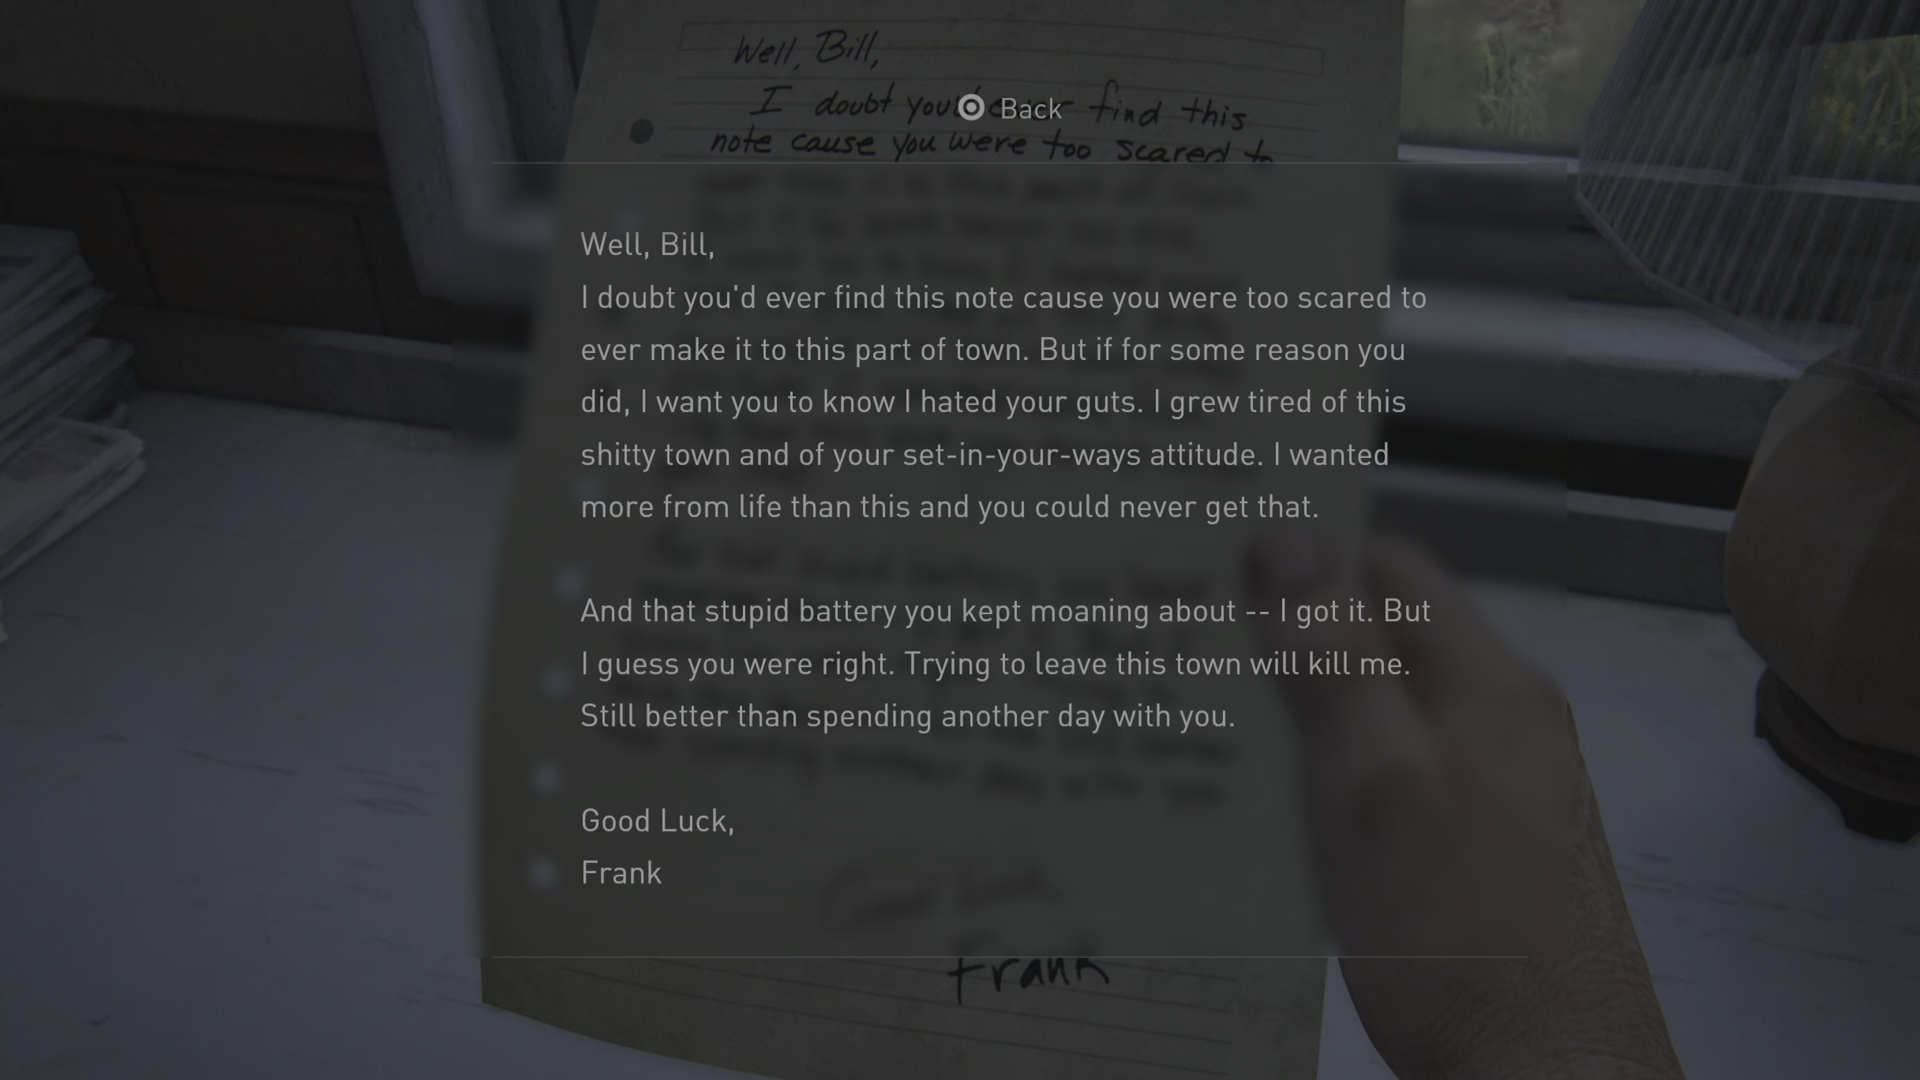 Well, Bill,
I doubt you'd ever find this
Back
note cause you were too scared to
Well, Bill,
I doubt you'd ever find this note cause you were too scared to
ever make it to this part of town. But if for some reason you
did, I want you to know I hated your guts. I grew tired of this
shitty town and of your set-in-your-ways attitude. I wanted
more from life than this and you could never get that.
And that stupid battery you kept moaning about -- I got it. But
I guess you were right. Trying to leave this town will kill me.
Still better than spending another day with you.
Good Luck,
Frank
Frank